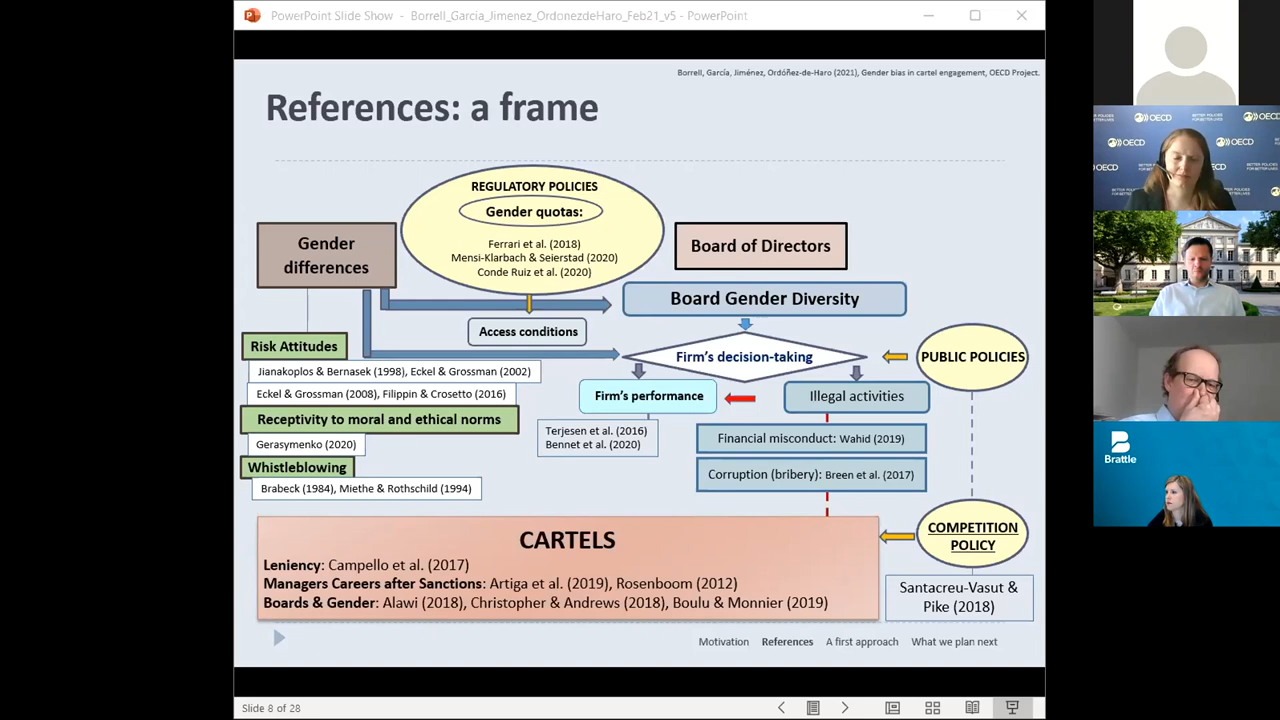 PowerPoint Slide Show - Borrell_Garcia_Jimenez_OrdonezdeHaro_Feb21_v5 - PowerPoint
Borrell, García, Jiménez, Ordóñez-de-Haro (2021), Gender bias in cartel engagement, OECD Project.
References: a frame
REGULATORY POLICIES
Gender quotas:
Ferrari et al. (2018)
Mensi-Klarbach & Seierstad (2020)
Conde Ruiz et al. (2020)
Gender
differences
Board of Directors
Board Gender Diversity
Access conditions
Risk Attitudes
Jianakoplos & Bernasek (1998), Eckel & Grossman (2002)
Eckel & Grossman (2008), Filippin & Crosetto (2016)
Receptivity to moral and ethical norms
Gerasymenko (2020)
Whistleblowing
Brabeck (1984), Miethe & Rothschild (1994)
Firm's decision-taking
PUBLIC POLICIES
Firm's performance
Illegal activities
Terjesen et al. (2016)
Bennet et al. (2020)
Financial misconduct: Wahid (2019)
Corruption (bribery): Breen et al. (2017)
CARTELS
Leniency: Campello et al. (2017)
Managers Careers after Sanctions: Artiga et al. (2019), Rosenboom (2012)
Boards & Gender: Alawi (2018), Christopher & Andrews (2018), Boulu & Monnier (2019)
COMPETITION
POLICY
Santacreu-Vasut &
Pike (2018)
Motivation References A first approach What we plan next
Slide 8 of 28
OECD
OECD
OECD
OECD
OECD
OECD
Brattle